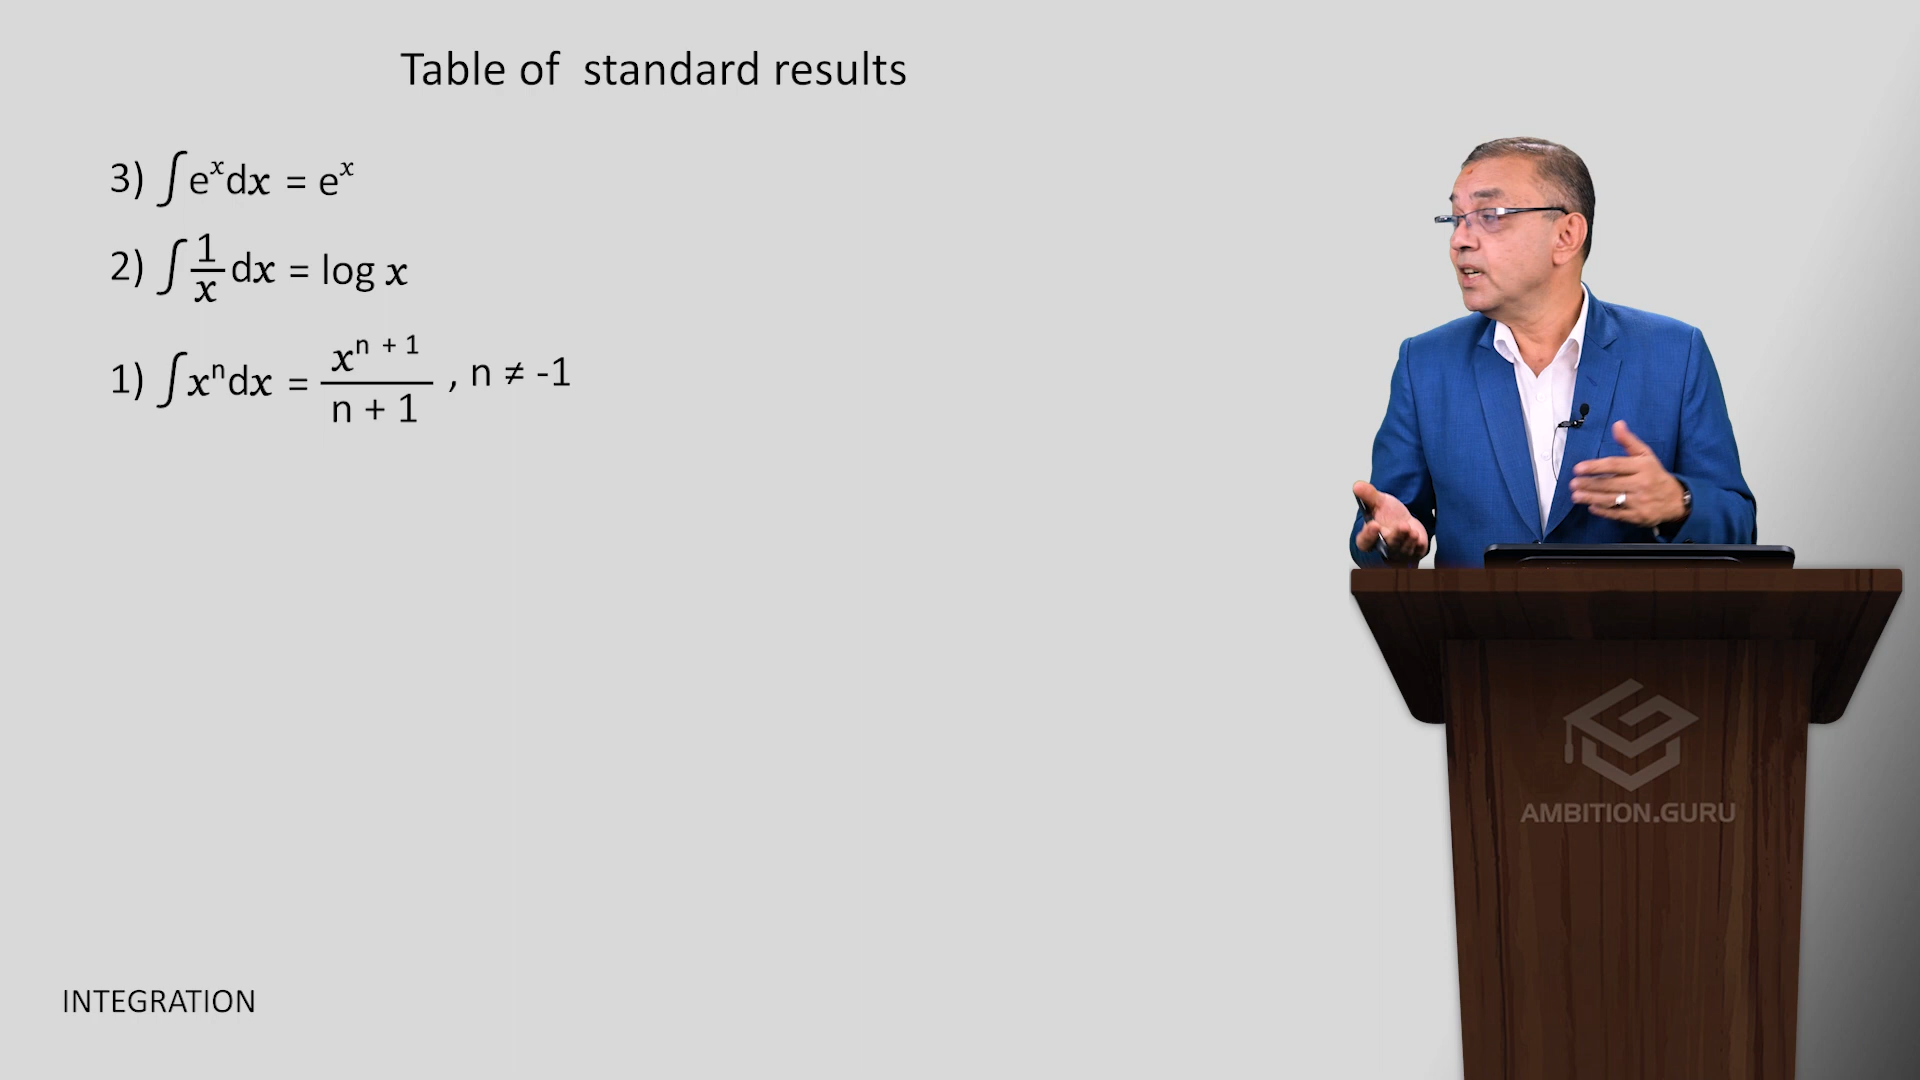 Table of standard results
3) ∫eˣdx = eˣ
2) ∫1/x dx = log x
1) ∫xⁿdx = xⁿ⁺¹/n + 1 , n ≠ -1
AMBITION.GURU
INTEGRATION